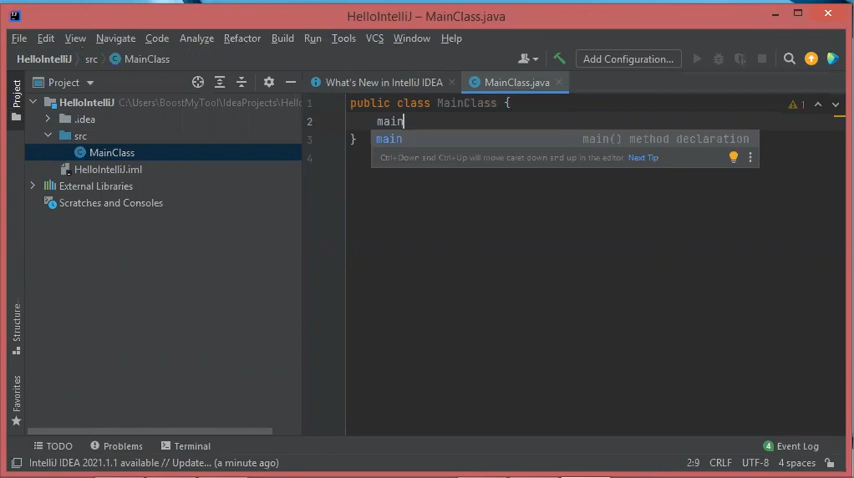 HelloIntelliJ – MainClass.java
File Edit View Navigate Code Analyze Refactor Build Run Tools VCS Window Help
HelloIntelliJ src MainClass Add Configuration...
Project
Project
What's New in IntelliJ IDEA
MainClass.java
HelloIntelliJ C:\Users\BoostMyTool\IdeaProjects\Hello
.idea
src
MainClass
HelloIntelliJ.iml
External Libraries
Scratches and Consoles
1 public class MainClass {
2 main
3 }
4
1
main main() method declaration
Ctrl+Down and Ctrl+Up will move caret down and up in the editor Next Tip
Structure
Favorites
TODO Problems Terminal 4 Event Log
IntelliJ IDEA 2021.1.1 available // Update... (a minute ago) 2:9 CRLF UTF-8 4 spaces